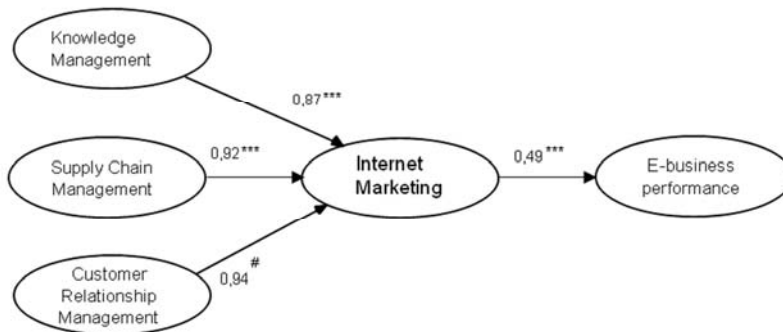 Knowledge
Management
0,87***
Supply Chain
Management
0,92***
Internet
Marketing
0,49***
E-business
performance
Customer
Relationship
Management
0,94#